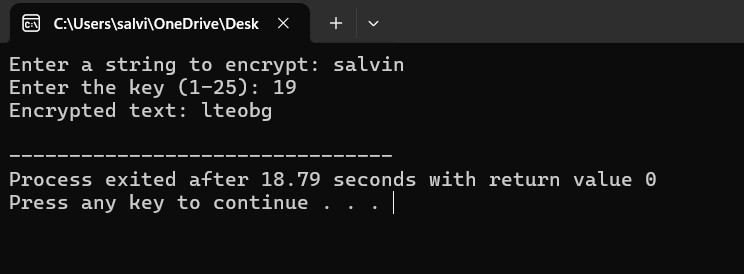 C:\Users\salvi\OneDrive\Desk
Enter a string to encrypt: salvin
Enter the key (1-25): 19
Encrypted text: lteobg
--------------------------------
Process exited after 18.79 seconds with return value 0
Press any key to continue . . .